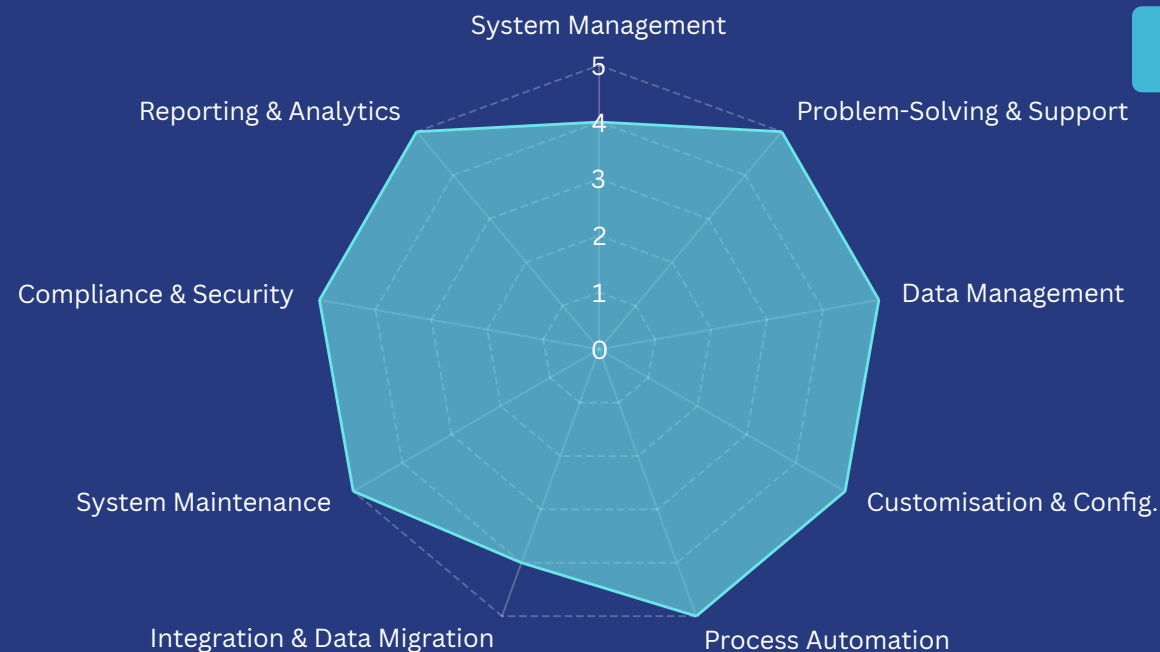 System Management
5
Reporting & Analytics
Problem-Solving & Support
4
3
2
Compliance & Security
1
Data Management
0
System Maintenance
Customisation & Config.
Integration & Data Migration
Process Automation